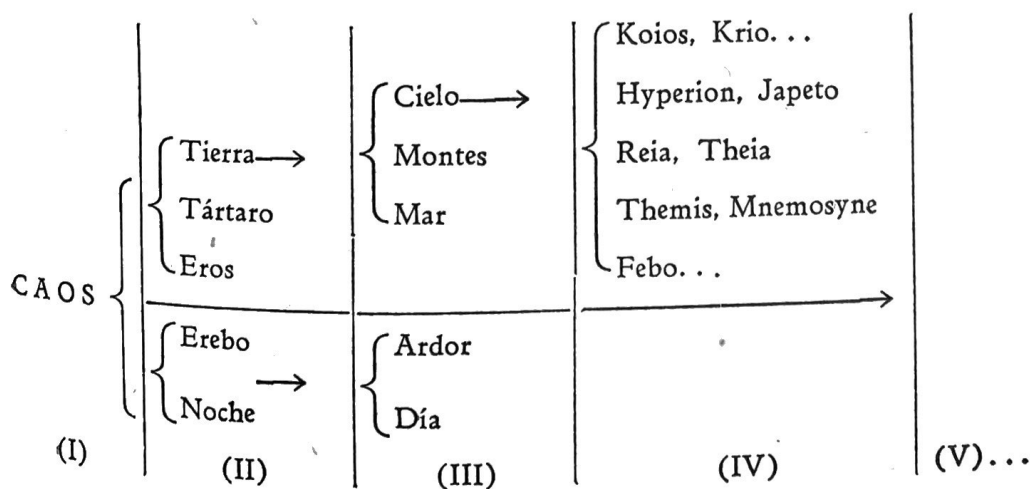 Koios, Krio...
Cielo Hyperion, Japeto
Tierra Montes Reia, Theia
Tártaro Mar Themis, Mnemosyne
Eros Febo...
CAOS
Erebo Ardor
Noche Día
(I) (II) (III) (IV) (V)...